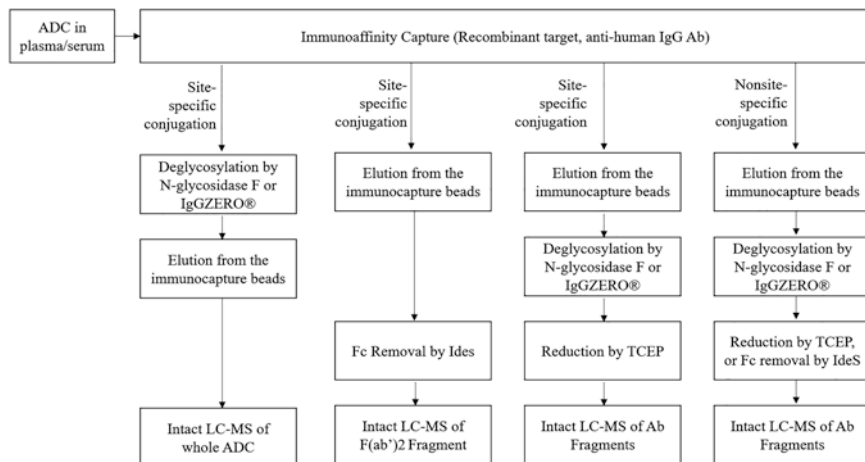 ADC in
plasma/serum
Immunoaffinity Capture (Recombinant target, anti-human IgG Ab)
Site-
specific
conjugation
Site-
specific
conjugation
Site-
specific
conjugation
Nonsite-
specific
conjugation
Deglycosylation by
N-glycosidase F or
IgGZERO®
Elution from the
immunocapture beads
Elution from the
immunocapture beads
Elution from the
immunocapture beads
Elution from the
immunocapture beads
Deglycosylation by
N-glycosidase F or
IgGZERO®
Deglycosylation by
N-glycosidase F or
IgGZERO®
Fc Removal by Ides
Reduction by TCEP
Reduction by TCEP,
or Fc removal by IdeS
Intact LC-MS of
whole ADC
Intact LC-MS of
F(ab’)2 Fragment
Intact LC-MS of Ab
Fragments
Intact LC-MS of Ab
Fragments